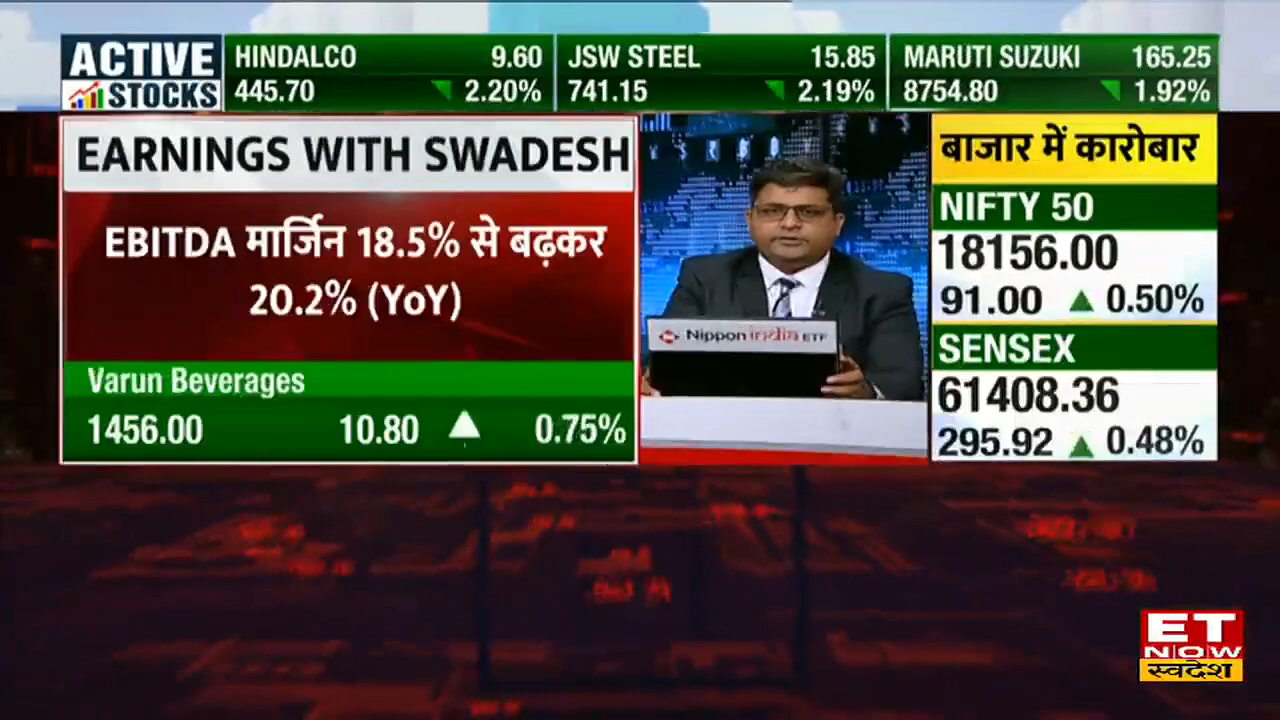 ACTIVE STOCKS
HINDALCO 9.60
445.70 2.20%
JSW STEEL 15.85
741.15 2.19%
MARUTI SUZUKI 165.25
8754.80 1.92%
EARNINGS WITH SWADESH
EBITDA मार्जिन 18.5% से बढ़कर
20.2% (YoY)
Varun Beverages
1456.00 10.80 0.75%
Nippon india ETF
बाजार में कारोबार
NIFTY 50
18156.00
91.00 0.50%
SENSEX
61408.36
295.92 0.48%
ET
NOW
स्वदेश